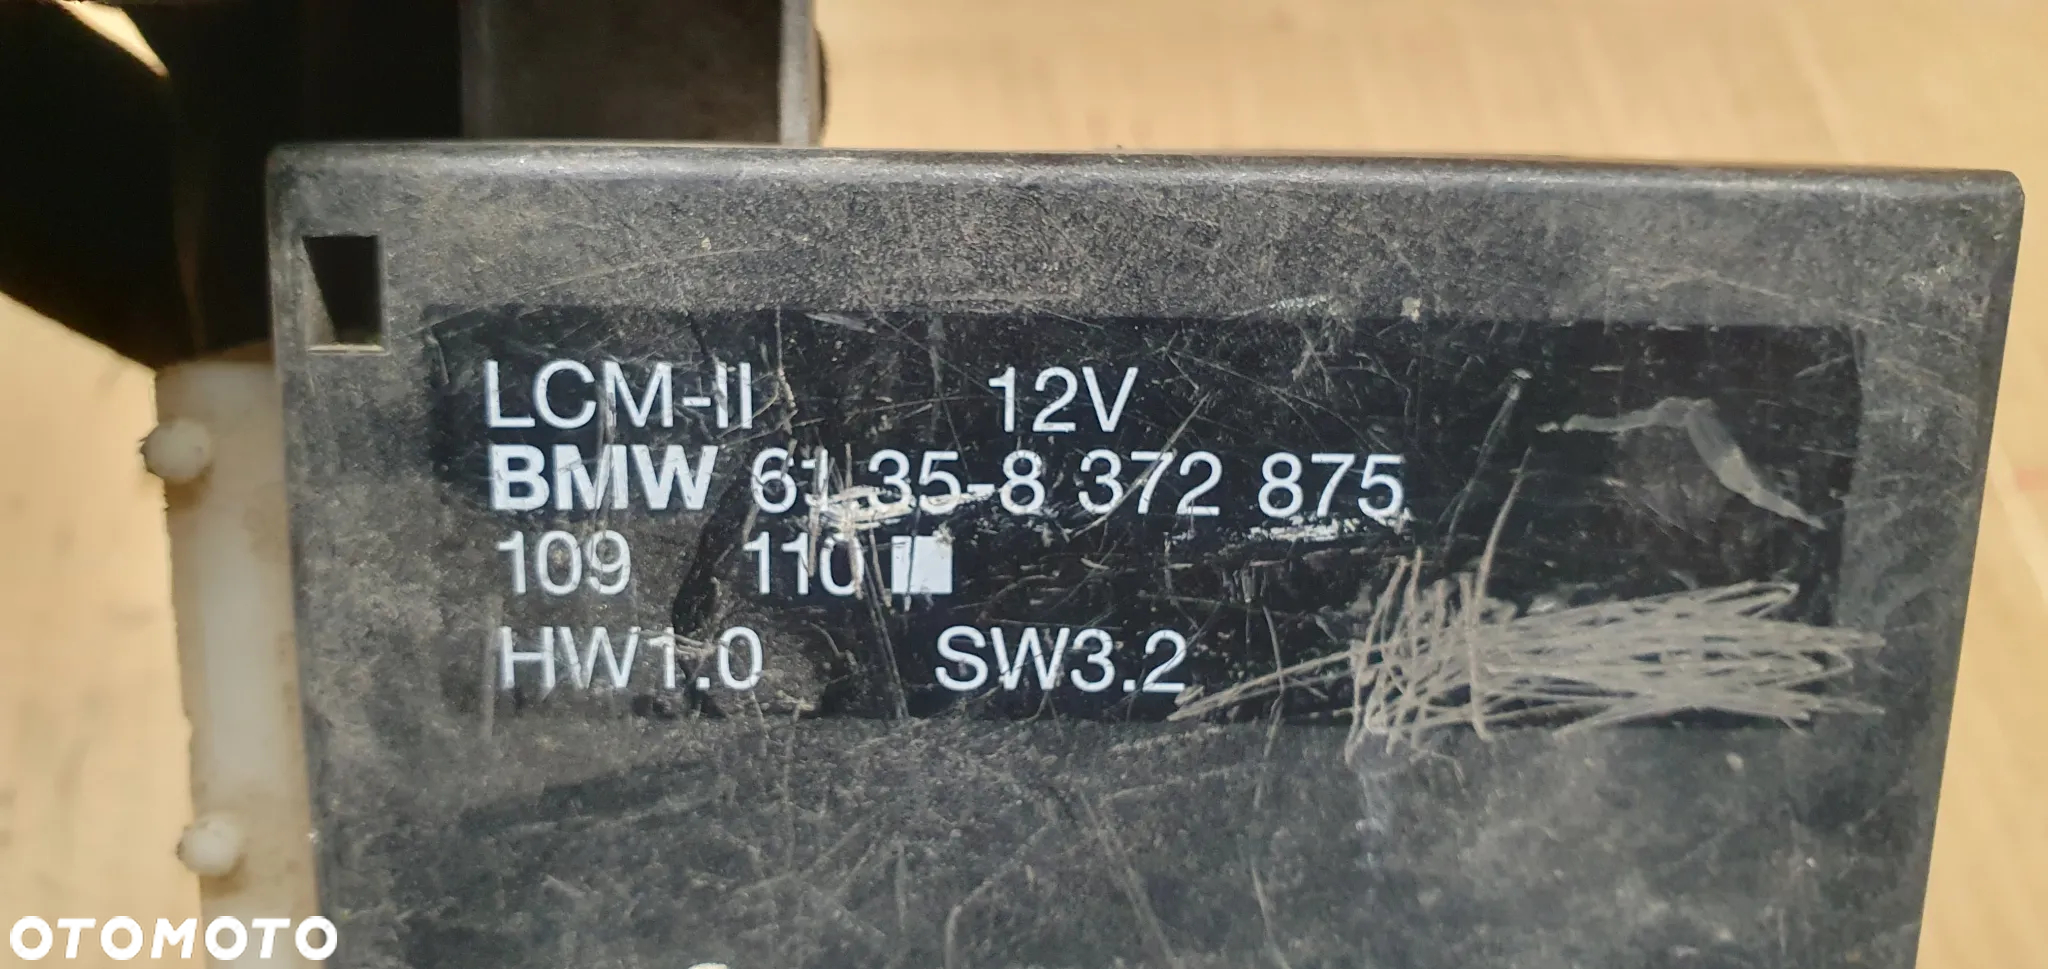 LCM-II 12V
BMW 61.35-8 372 875
109 110
HW1.0 SW3.2
OTOMOTO